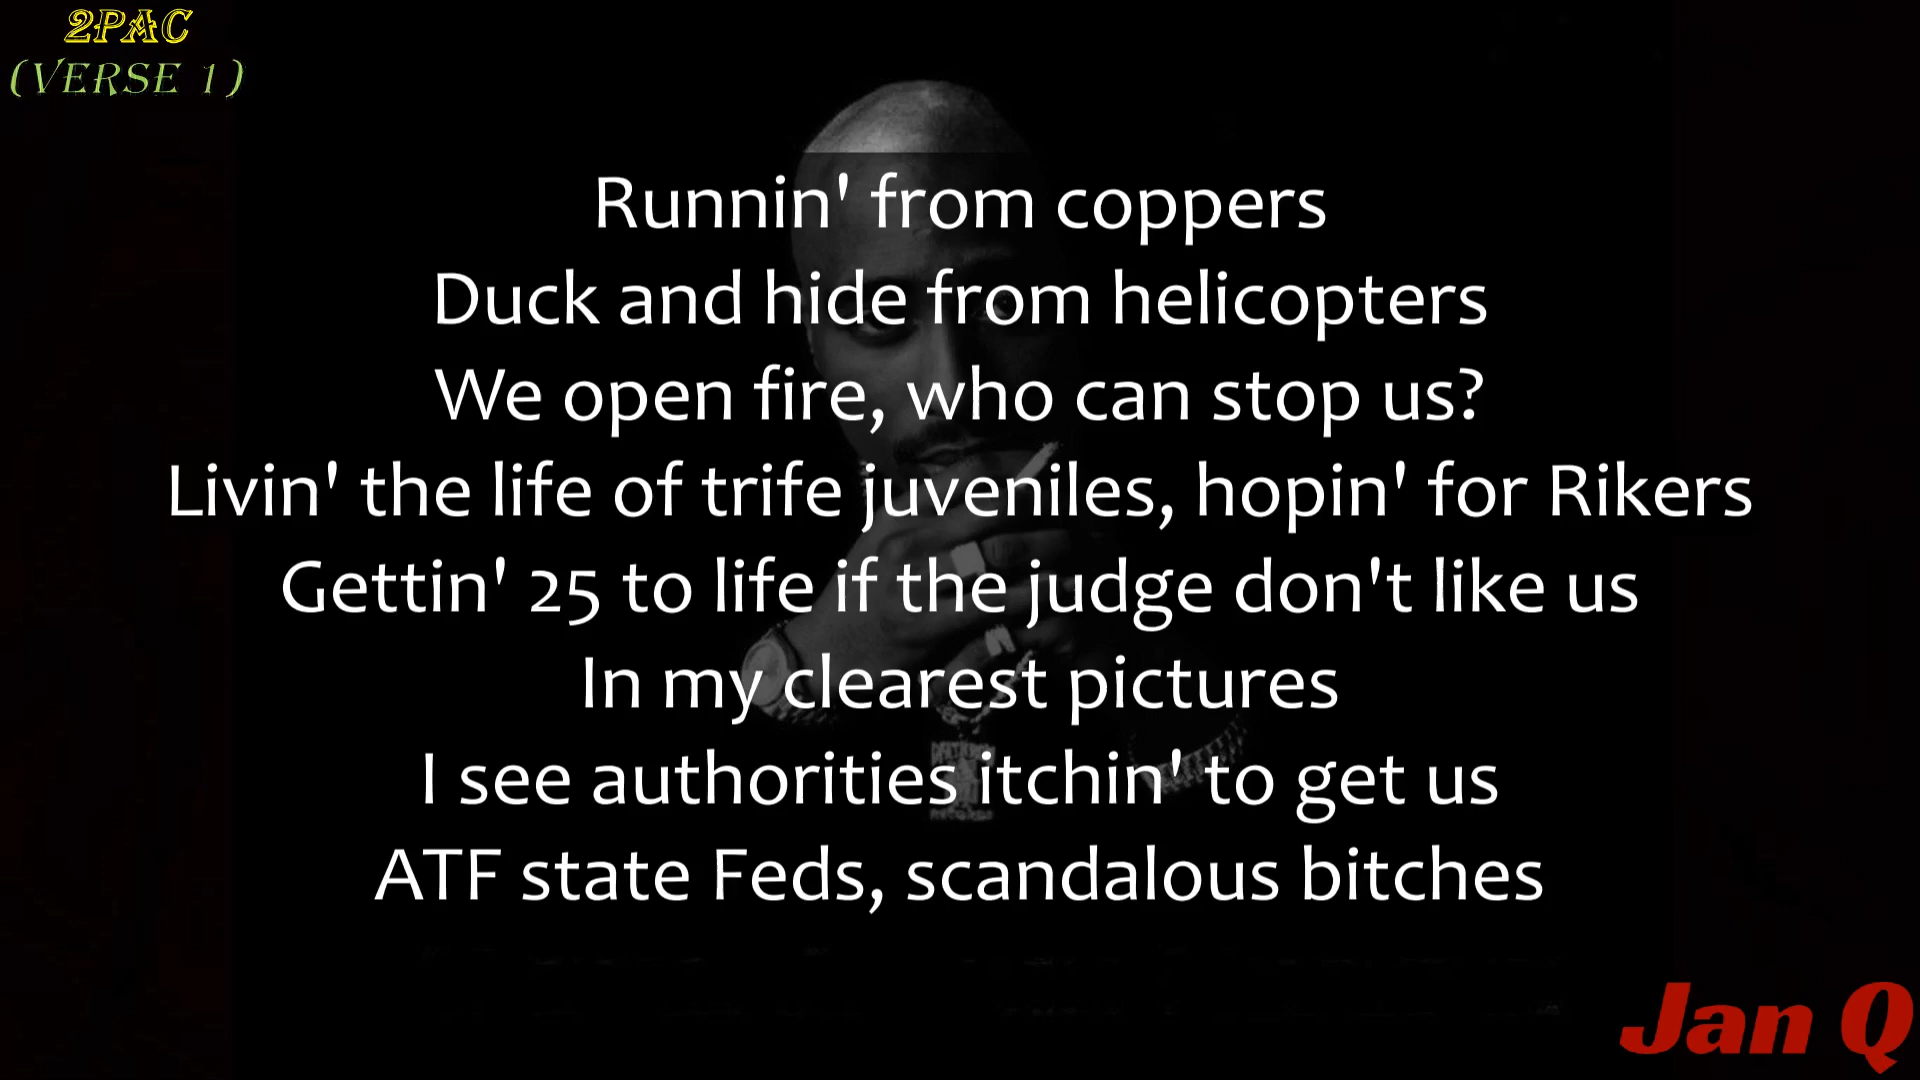 2PAC
(VERSE 1)
Runnin' from coppers
Duck and hide from helicopters
We open fire, who can stop us?
Livin' the life of trife juveniles, hopin' for Rikers
Gettin' 25 to life if the judge don't like us
In my clearest pictures
I see authorities itchin' to get us
ATF state Feds, scandalous bitches
Jan Q